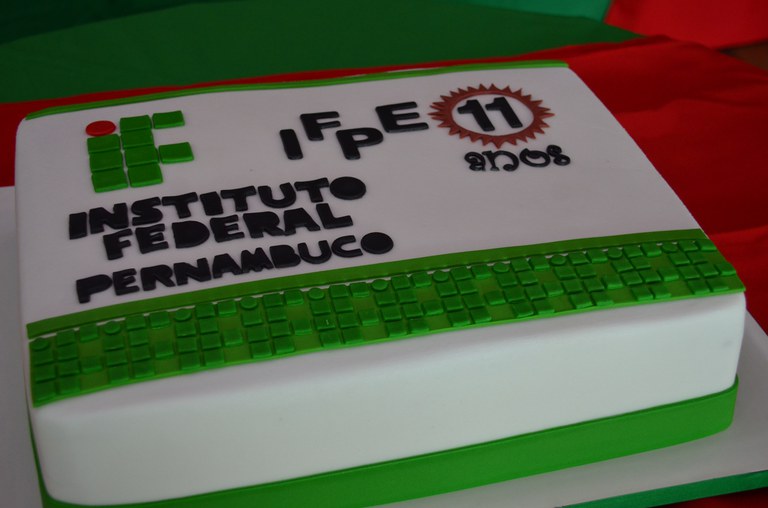 IFPE 11
anos
INSTITUTO
FEDERAL
PERNAMBUCO